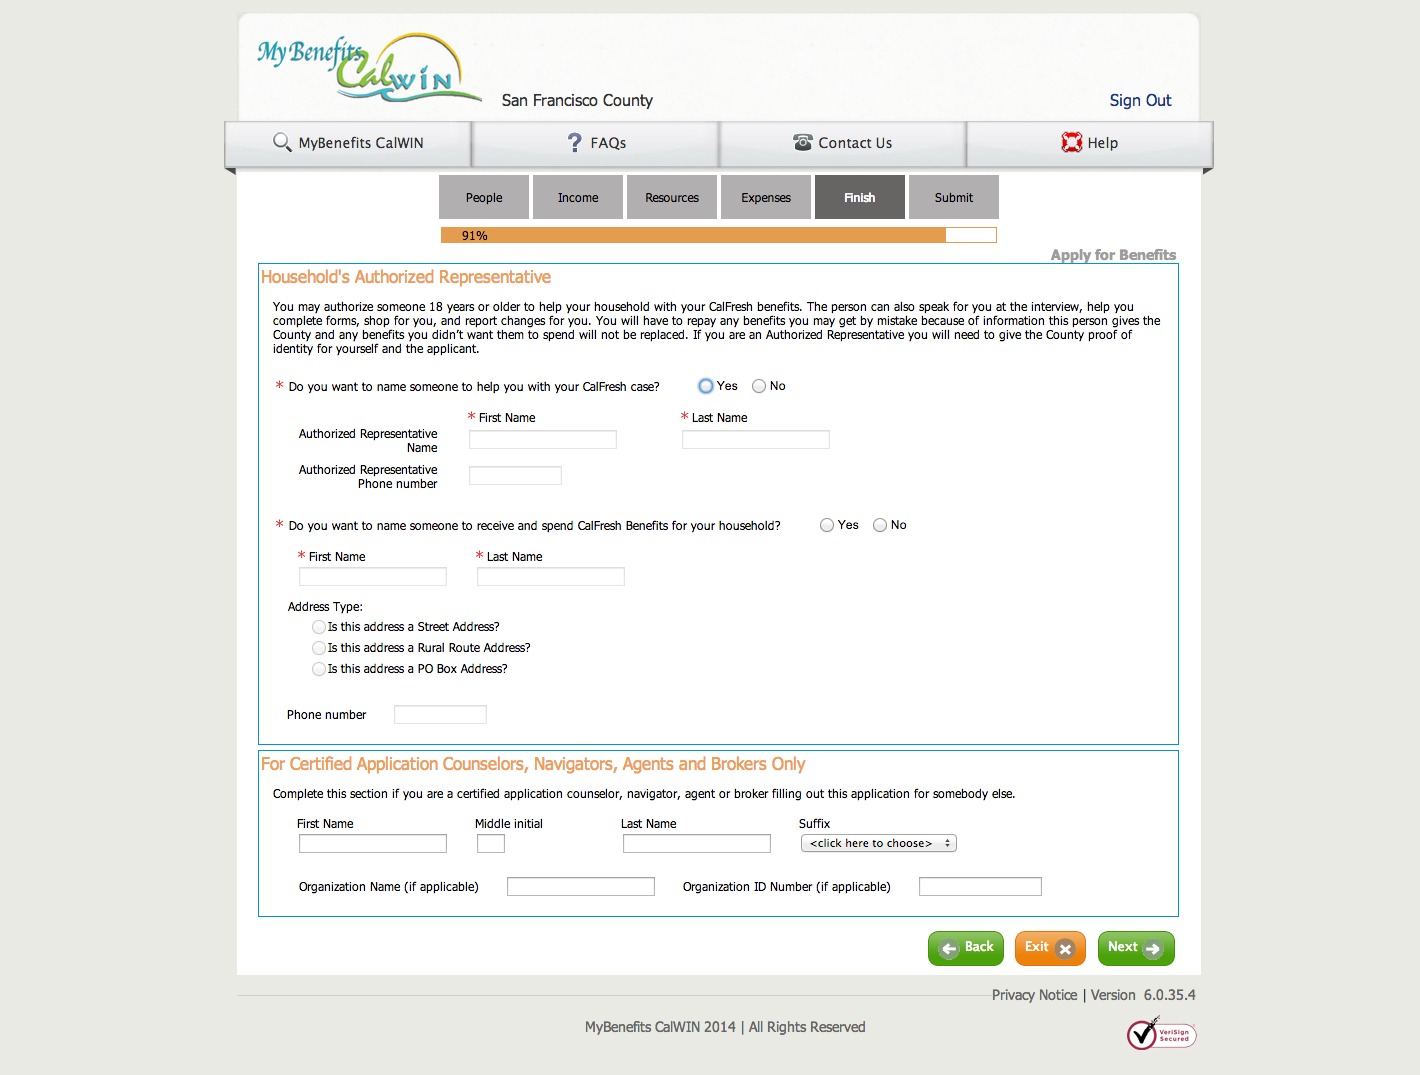 My Benefits
CalWIN
San Francisco County
Sign Out
MyBenefits CalWIN
? FAQs
Contact Us
Help
People
Income
Resources
Expenses
Finish
Submit
91%
Apply for Benefits
Household's Authorized Representative
You may authorize someone 18 years or older to help your household with your CalFresh benefits. The person can also speak for you at the interview, help you
complete forms, shop for you, and report changes for you. You will have to repay any benefits you may get by mistake because of information this person gives the
County and any benefits you didn't want them to spend will not be replaced. If you are an Authorized Representative you will need to give the County proof of
identity for yourself and the applicant.
* Do you want to name someone to help you with your CalFresh case? Yes No
* First Name * Last Name
Authorized Representative
Name
Authorized Representative
Phone number
* Do you want to name someone to receive and spend CalFresh Benefits for your household? Yes No
* First Name * Last Name
Address Type:
Is this address a Street Address?
Is this address a Rural Route Address?
Is this address a PO Box Address?
Phone number
For Certified Application Counselors, Navigators, Agents and Brokers Only
Complete this section if you are a certified application counselor, navigator, agent or broker filling out this application for somebody else.
First Name Middle initial Last Name Suffix
<click here to choose>
Organization Name (if applicable) Organization ID Number (if applicable)
Back
Exit
Next
Privacy Notice | Version 6.0.35.4
MyBenefits CalWIN 2014 | All Rights Reserved
VeriSign
Secured